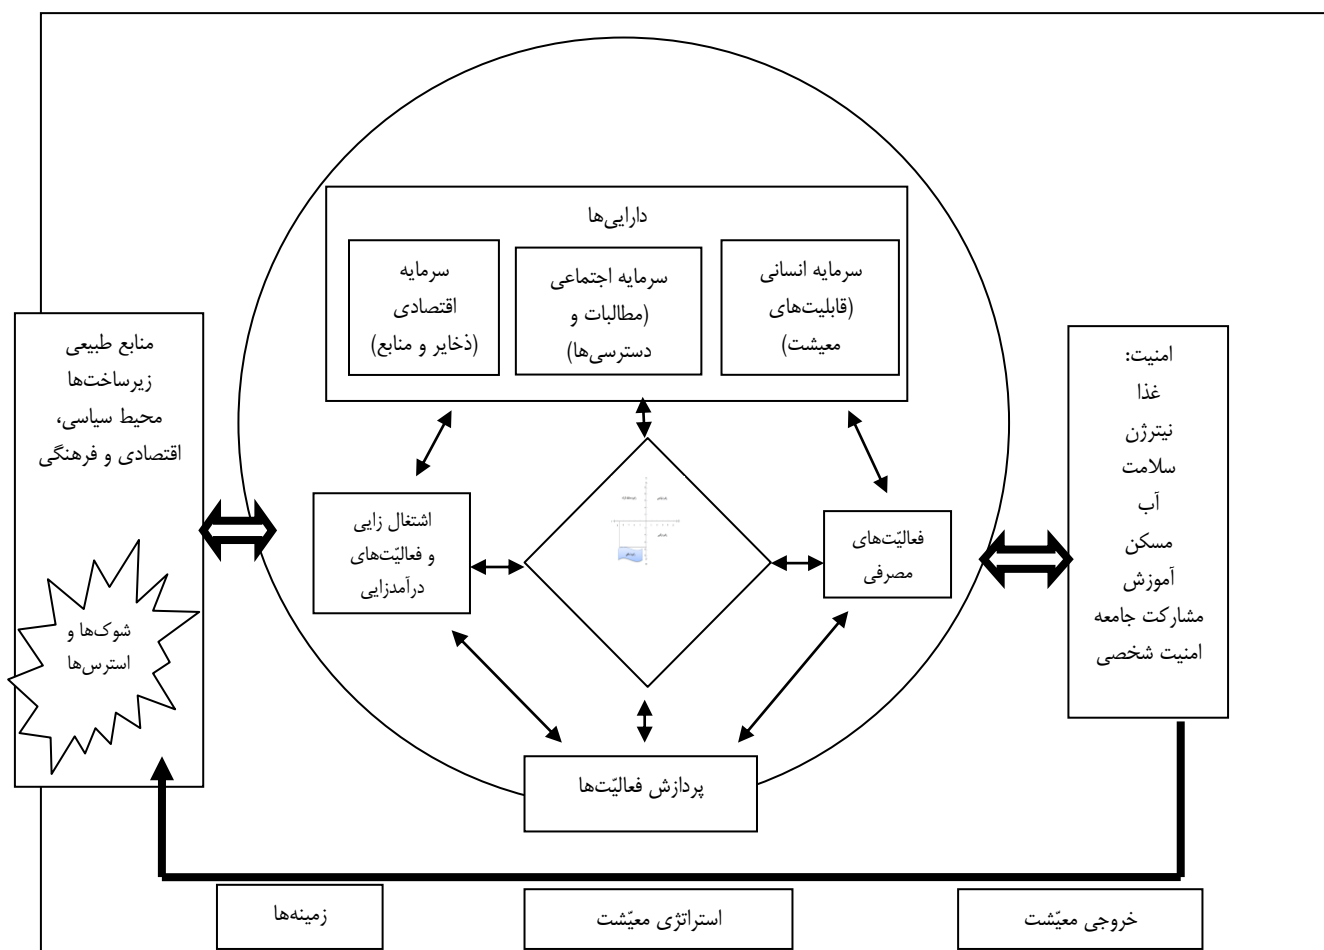 دارایی‌ها
سرمایه انسانی
(قابلیت‌های
معیشت)
سرمایه اجتماعی
(مطالبات و
دسترسی‌ها)
سرمایه
اقتصادی
(ذخایر و منابع)
امنیت:
غذا
نیترژن
سلامت
آب
مسکن
آموزش
مشارکت جامعه
امنیت شخصی
فعالیّت‌های
مصرفی
اشتغال زایی
و فعالیّت‌های
درآمدزایی
منابع طبیعی
زیرساخت‌ها
محیط سیاسی،
اقتصادی و فرهنگی
شوک‌ها و
استرس‌ها
پردازش فعالیّت‌ها
خروجی معیّشت
استراتژی معیّشت
زمینه‌ها